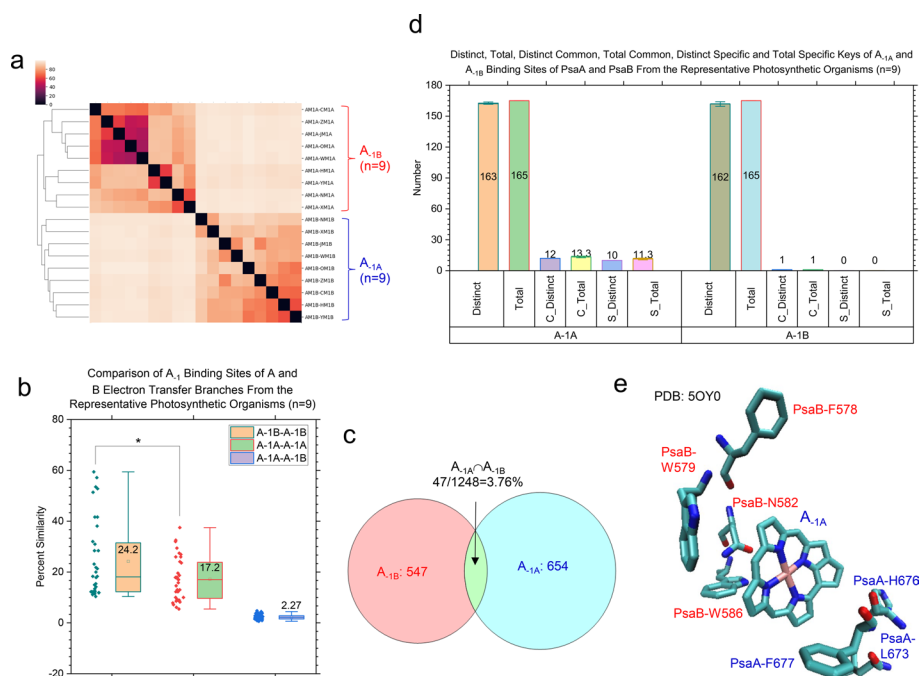 a
80
60
40
20
0
AM1A-CM1A
AM1A-ZM1A
AM1A-JM1A
AM1A-OM1A
AM1A-WM1A
AM1A-HM1A
AM1A-YM1A
AM1A-NM1A
AM1A-XM1A
AM1B-NM1B
AM1B-XM1B
AM1B-JM1B
AM1B-WM1B
AM1B-OM1B
AM1B-ZM1B
AM1B-CM1B
AM1B-HM1B
AM1B-YM1B
A-1B
(n=9)
A-1A
(n=9)
d
Distinct, Total, Distinct Common, Total Common, Distinct Specific and Total Specific Keys of A-1A and
A-1B Binding Sites of PsaA and PsaB From the Representative Photosynthetic Organisms (n=9)
Number
180
150
120
90
60
30
0
163
165
12
13.3
10
11.3
162
165
1
1
0
0
Distinct
Total
C_Distinct
C_Total
S_Distinct
S_Total
Distinct
Total
C_Distinct
C_Total
S_Distinct
S_Total
A-1A
A-1B
b
Comparison of A-1 Binding Sites of A and
B Electron Transfer Branches From the
Representative Photosynthetic Organisms (n=9)
Percent Similarity
80
60
40
20
0
-20
*
A-1B-A-1B
A-1A-A-1A
A-1A-A-1B
24.2
17.2
2.27
c
A-1A∩A-1B
47/1248=3.76%
A-1B: 547
A-1A: 654
e
PDB: 5OY0
PsaB-F578
PsaB-
W579
PsaB-N582
A-1A
PsaB-W586
PsaA-H676
PsaA-
L673
PsaA-F677